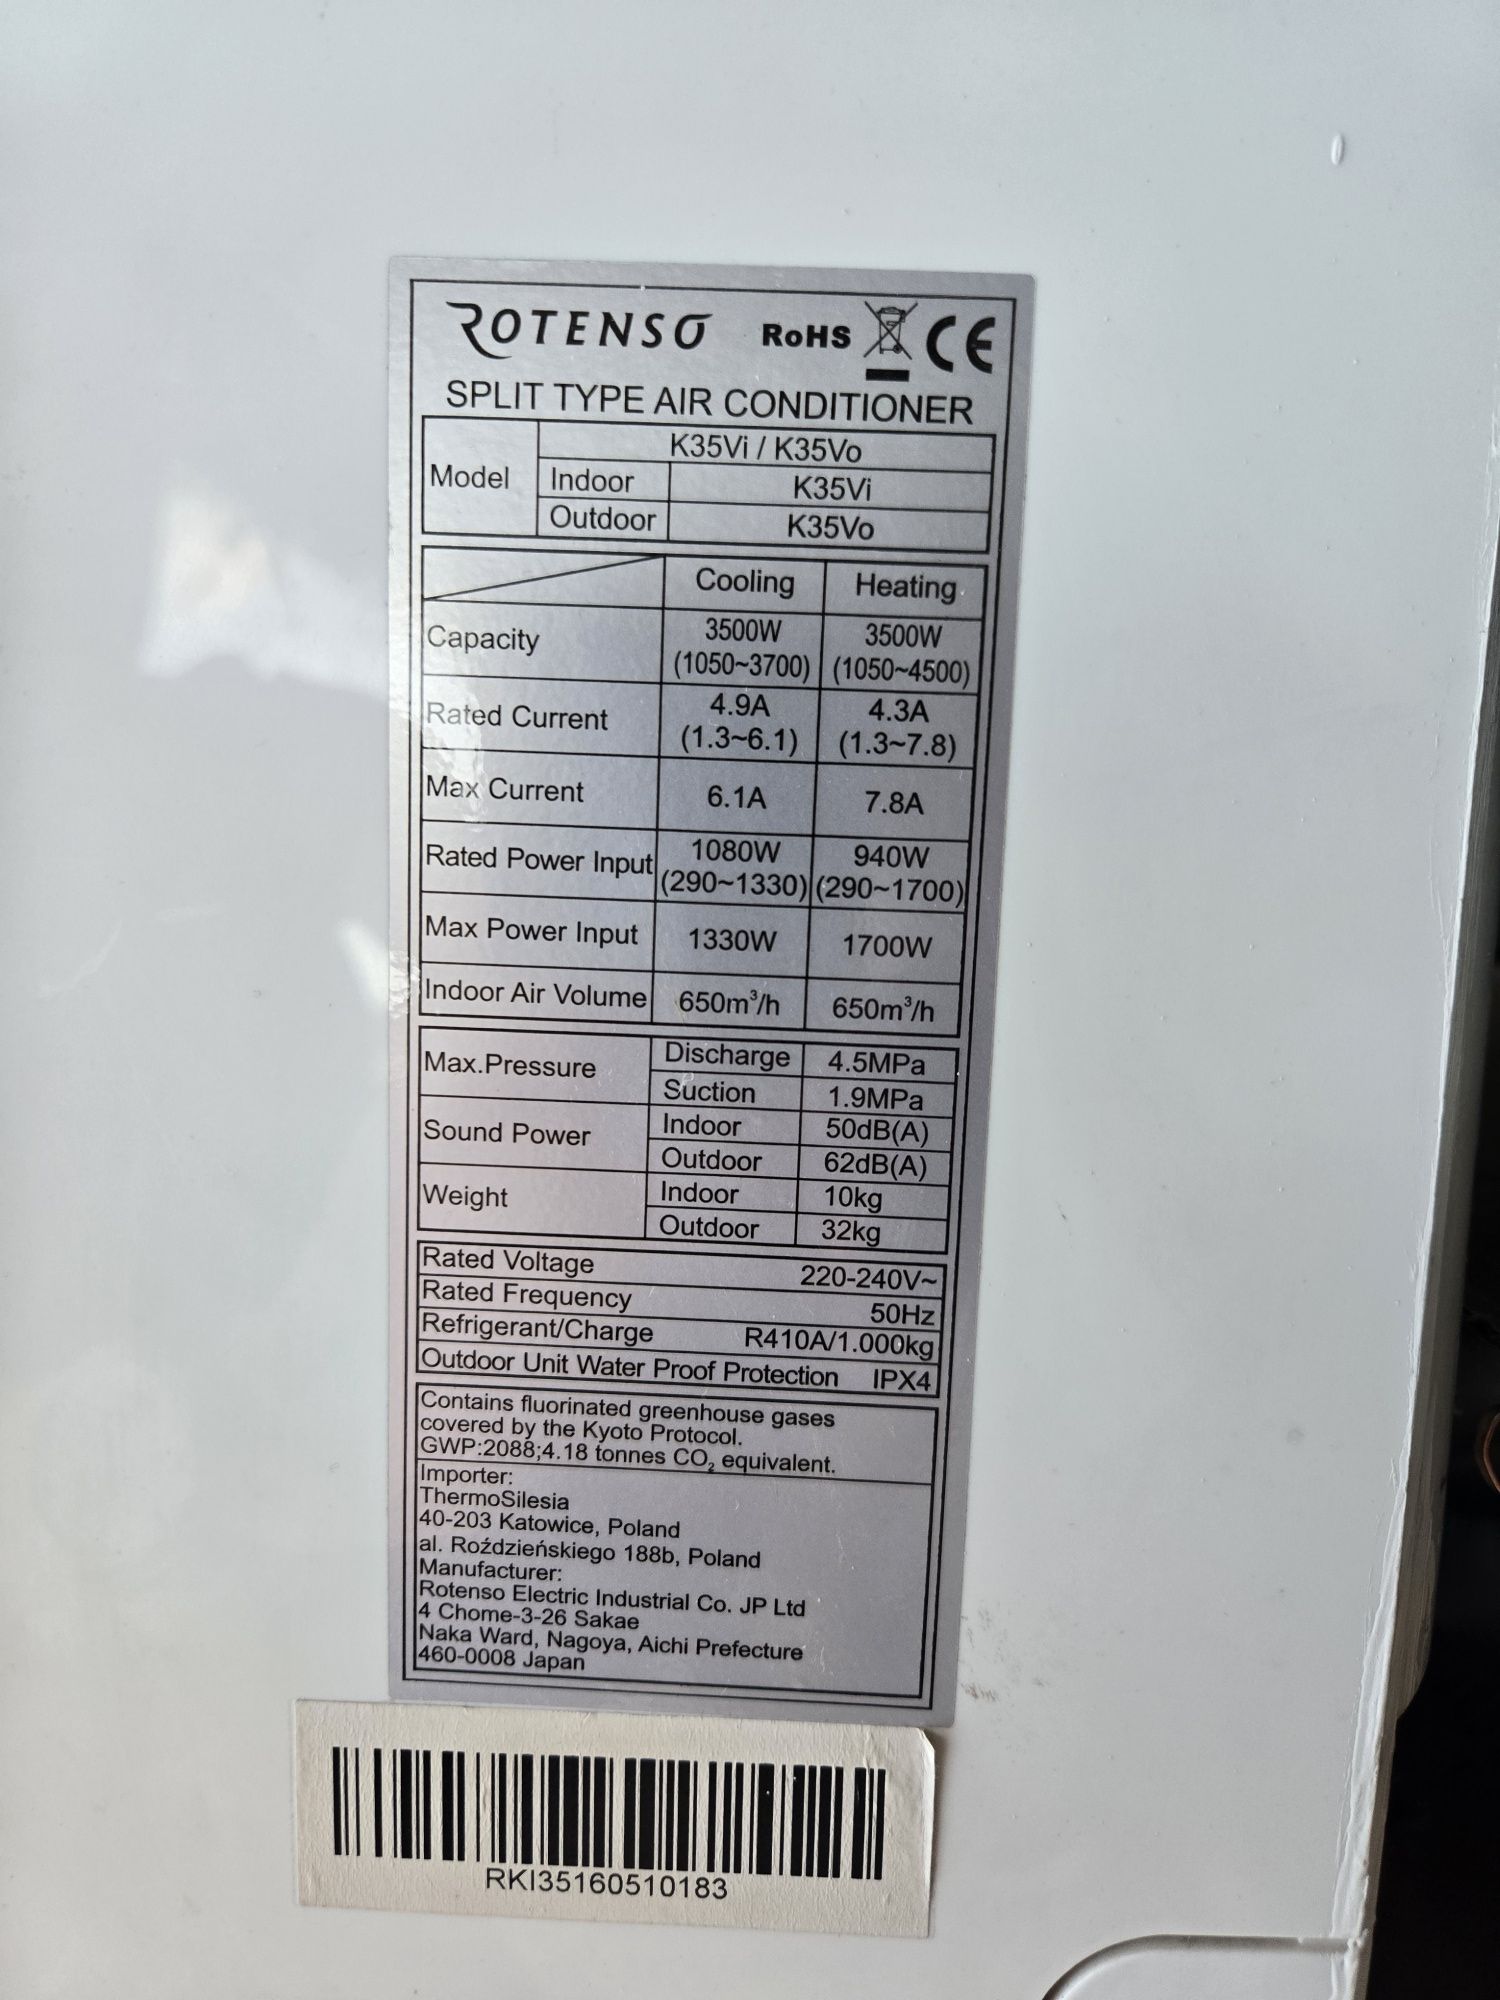 ROTENSO RoHS CE
SPLIT TYPE AIR CONDITIONER
Model K35Vi / K35Vo
Indoor K35Vi
Outdoor K35Vo
Cooling Heating
Capacity 3500W (1050~3700) 3500W (1050~4500)
Rated Current 4.9A (1.3~6.1) 4.3A (1.3~7.8)
Max Current 6.1A 7.8A
Rated Power Input 1080W (290~1330) 940W (290~1700)
Max Power Input 1330W 1700W
Indoor Air Volume 650m³/h 650m³/h
Max.Pressure Discharge 4.5MPa
Suction 1.9MPa
Sound Power Indoor 50dB(A)
Outdoor 62dB(A)
Weight Indoor 10kg
Outdoor 32kg
Rated Voltage 220-240V~
Rated Frequency 50Hz
Refrigerant/Charge R410A/1.000kg
Outdoor Unit Water Proof Protection IPX4
Contains fluorinated greenhouse gases
covered by the Kyoto Protocol.
GWP:2088;4.18 tonnes CO₂ equivalent.
Importer:
ThermoSilesia
40-203 Katowice, Poland
al. Roździeńskiego 188b, Poland
Manufacturer:
Rotenso Electric Industrial Co. JP Ltd
4 Chome-3-26 Sakae
Naka Ward, Nagoya, Aichi Prefecture
460-0008 Japan
RKI35160510183